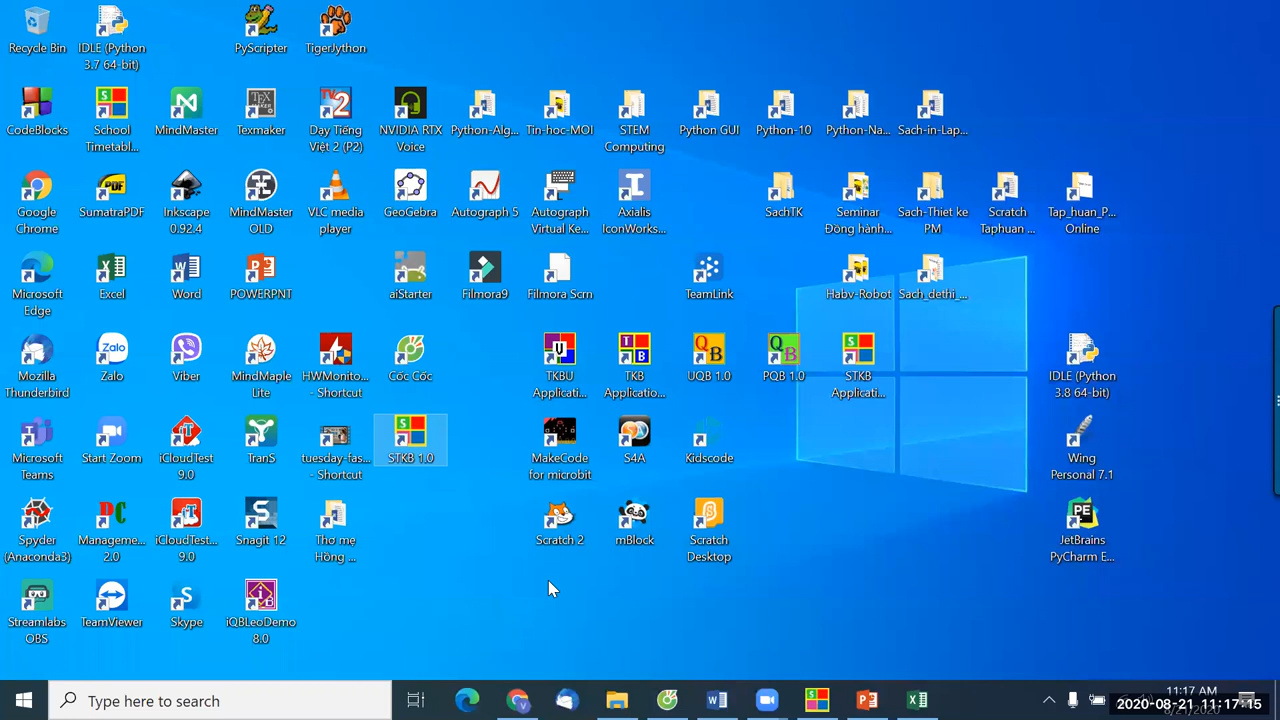 Recycle Bin
IDLE (Python
3.7 64-bit)
PyScripter
TigerJython
CodeBlocks
School
Timetabl...
MindMaster
Texmaker
Dạy Tiếng
Việt 2 (P2)
NVIDIA RTX
Voice
Python-Alg...
Tin-hoc-MOI
STEM
Computing
Python GUI
Python-10
Python-Na...
Sach-in-Lap...
Google
Chrome
SumatraPDF
Inkscape
0.92.4
MindMaster
OLD
VLC media
player
GeoGebra
Autograph 5
Autograph
Virtual Ke...
Axialis
IconWorks...
SachTK
Seminar
Đồng hành...
Sach-Thiet ke
PM
Scratch
Taphuan ...
Tap_huan_P...
Online
Microsoft
Edge
Excel
Word
POWERPNT
aiStarter
Filmora9
Filmora Scrn
TeamLink
Habv-Robot
Sach_dethi_...
Mozilla
Thunderbird
Zalo
Viber
MindMaple
Lite
HWMonito...
- Shortcut
Cốc Cốc
TKBU
Applicati...
TKB
Applicatio...
UQB 1.0
PQB 1.0
STKB
Applicati...
IDLE (Python
3.8 64-bit)
Microsoft
Teams
Start Zoom
iCloudTest
9.0
TranS
tuesday-fas...
- Shortcut
STKB 1.0
MakeCode
for microbit
S4A
Kidscode
Wing
Personal 7.1
Spyder
(Anaconda3)
Manageme...
2.0
iCloudTest...
9.0
Snagit 12
Thơ mẹ
Hồng ...
Scratch 2
mBlock
Scratch
Desktop
JetBrains
PyCharm E...
Streamlabs
OBS
TeamViewer
Skype
iQBLeoDemo
8.0
Type here to search
11:17 AM
2020-08-21 11:17:15